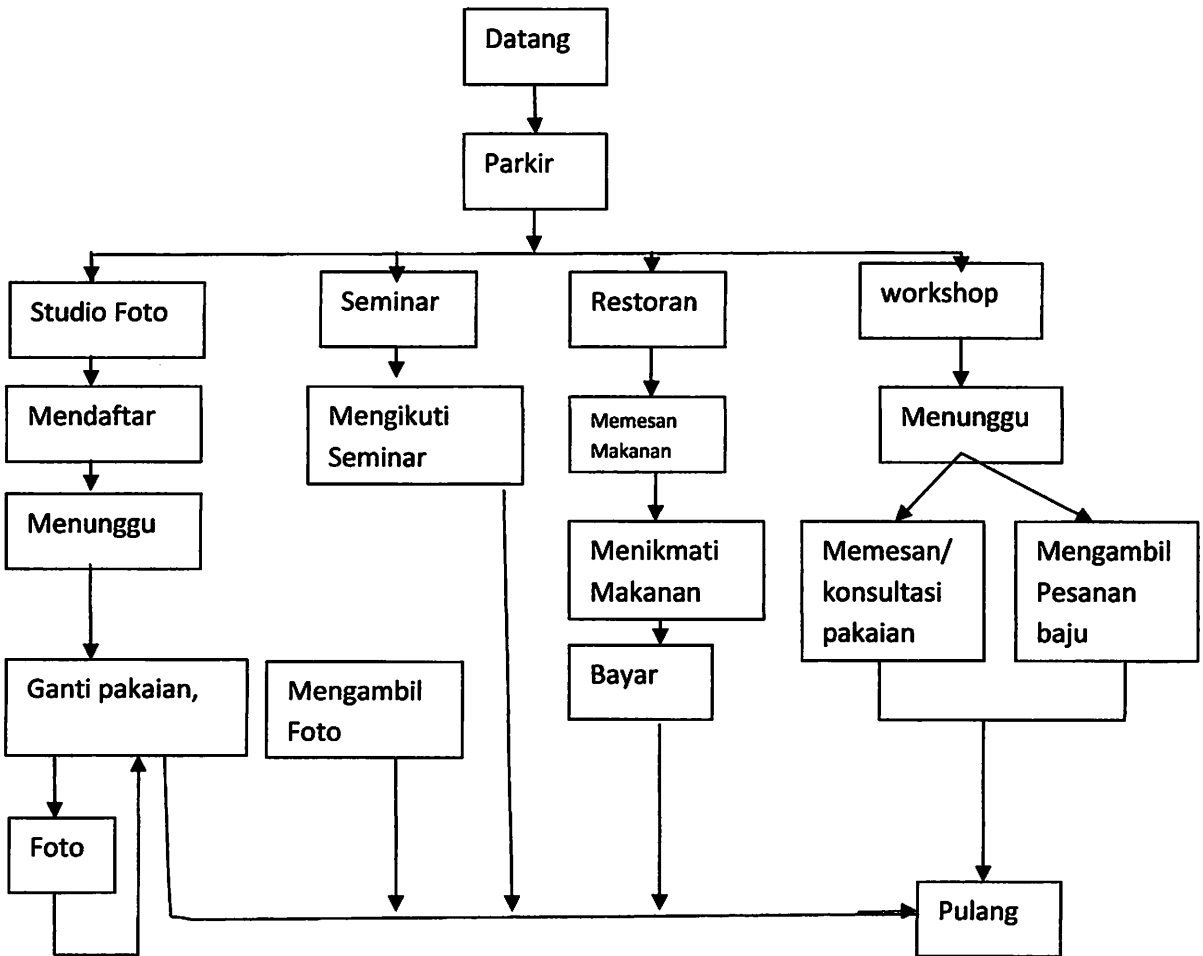 Datang
Parkir
Studio Foto
Seminar
Restoran
workshop
Mendaftar
Mengikuti
Seminar
Memesan
Makanan
Menunggu
Menunggu
Menikmati
Makanan
Memesan/
konsultasi
pakaian
Mengambil
Pesanan
baju
Ganti pakaian,
Mengambil
Foto
Bayar
Foto
Pulang